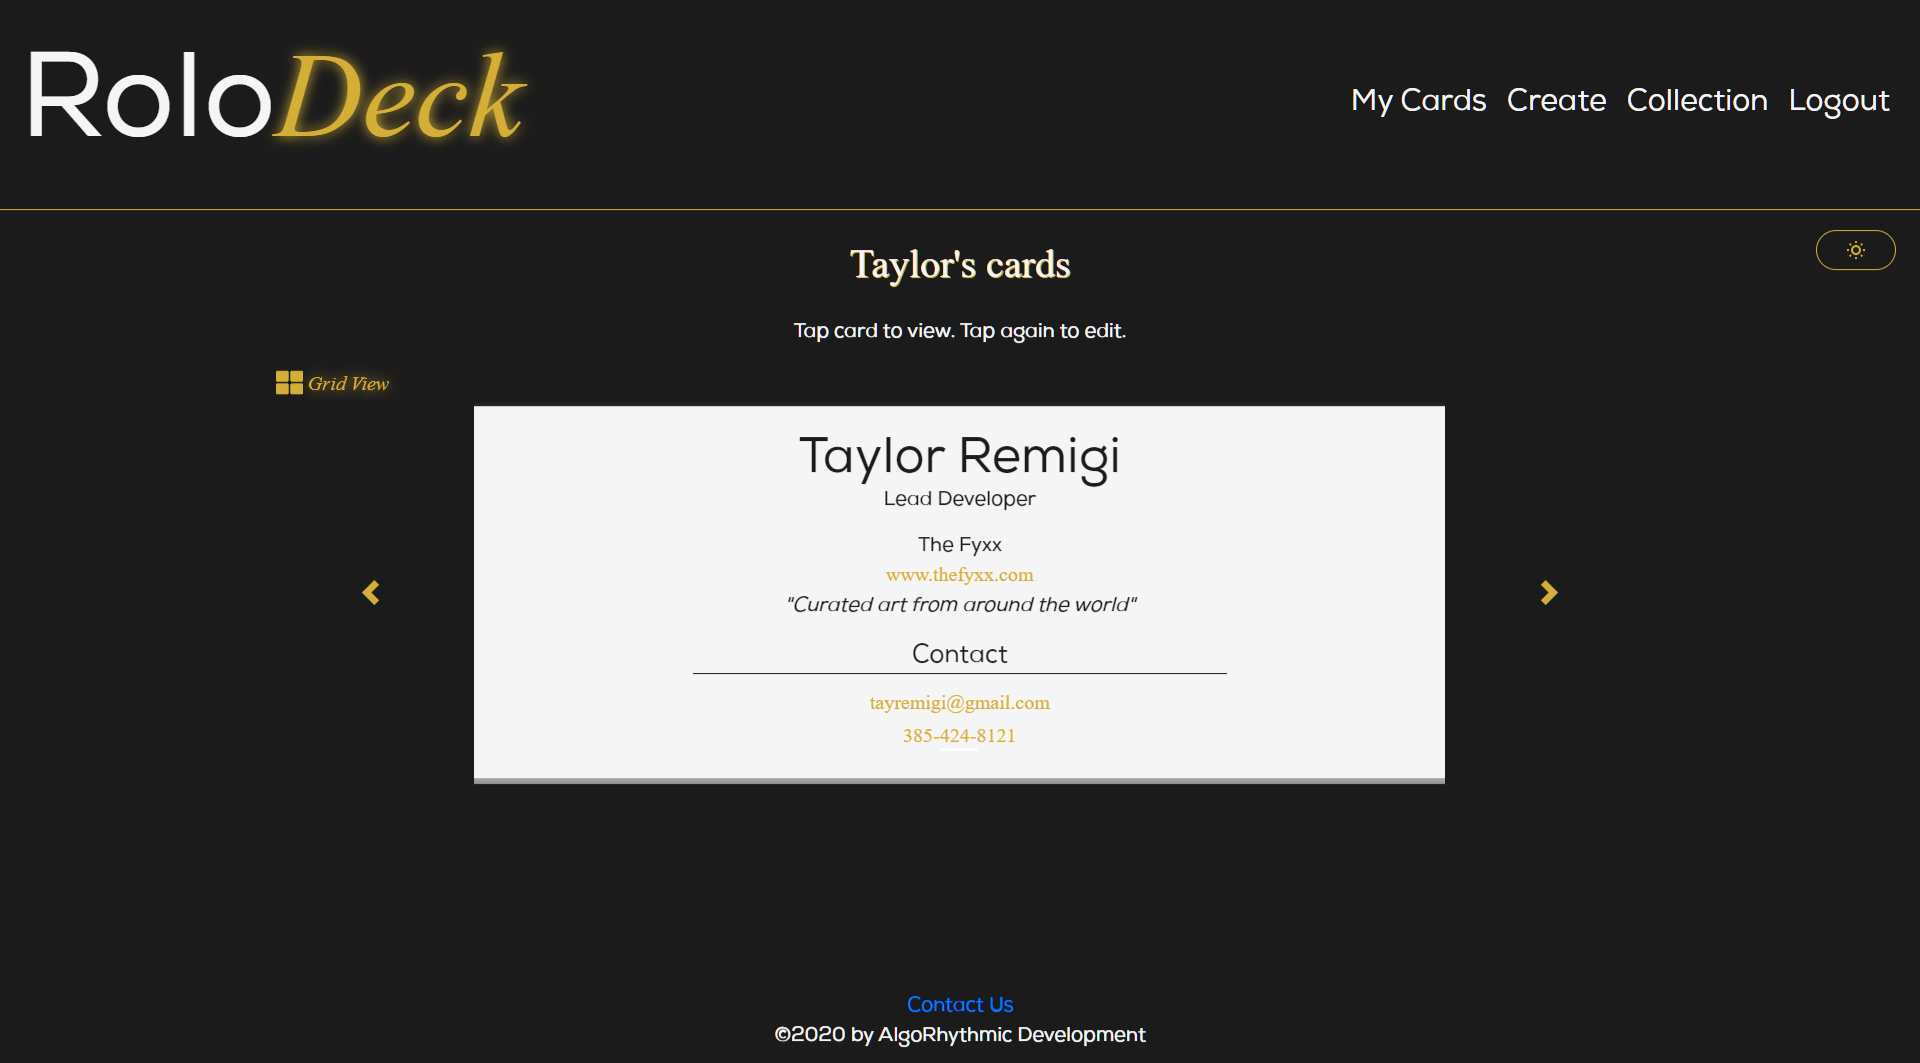 RoloDeck
My Cards Create Collection Logout
Taylor's cards
Tap card to view. Tap again to edit.
Grid View
Taylor Remigi
Lead Developer
The Fyxx
www.thefyxx.com
"Curated art from around the world"
Contact
tayremigi@gmail.com
385-424-8121
Contact Us
©2020 by AlgoRhythmic Development